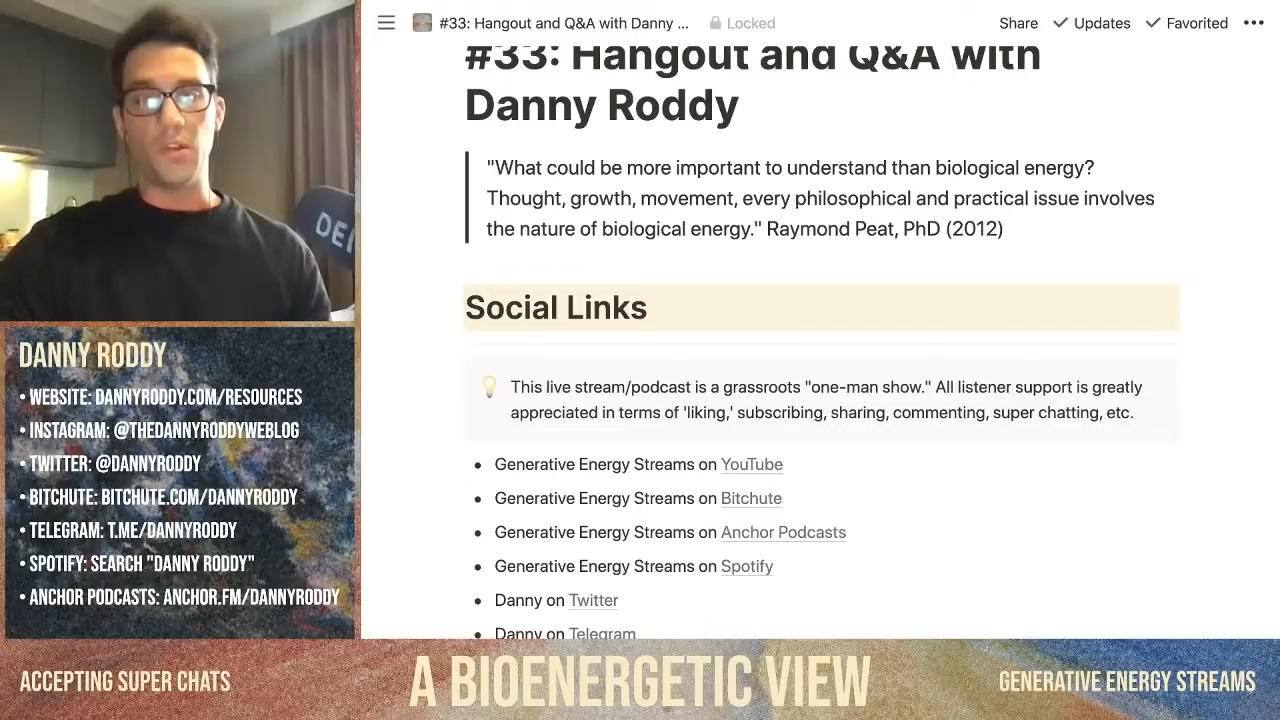 #33: Hangout and Q&A with Danny ...
Locked
Share
Updates
Favorited
#33: Hangout and Q&A with
Danny Roddy
"What could be more important to understand than biological energy?
Thought, growth, movement, every philosophical and practical issue involves
the nature of biological energy." Raymond Peat, PhD (2012)
Social Links
This live stream/podcast is a grassroots "one-man show." All listener support is greatly
appreciated in terms of 'liking,' subscribing, sharing, commenting, super chatting, etc.
• Generative Energy Streams on YouTube
• Generative Energy Streams on Bitchute
• Generative Energy Streams on Anchor Podcasts
• Generative Energy Streams on Spotify
• Danny on Twitter
• Danny on Telegram
DANNY RODDY
• WEBSITE: DANNYRODDY.COM/RESOURCES
• INSTAGRAM: @THEDANNYRODDYWEBLOG
• TWITTER: @DANNYRODDY
• BITCHUTE: BITCHUTE.COM/DANNYRODDY
• TELEGRAM: T.ME/DANNYRODDY
• SPOTIFY: SEARCH "DANNY RODDY"
• ANCHOR PODCASTS: ANCHOR.FM/DANNYRODDY
ACCEPTING SUPER CHATS
A BIOENERGETIC VIEW
GENERATIVE ENERGY STREAMS